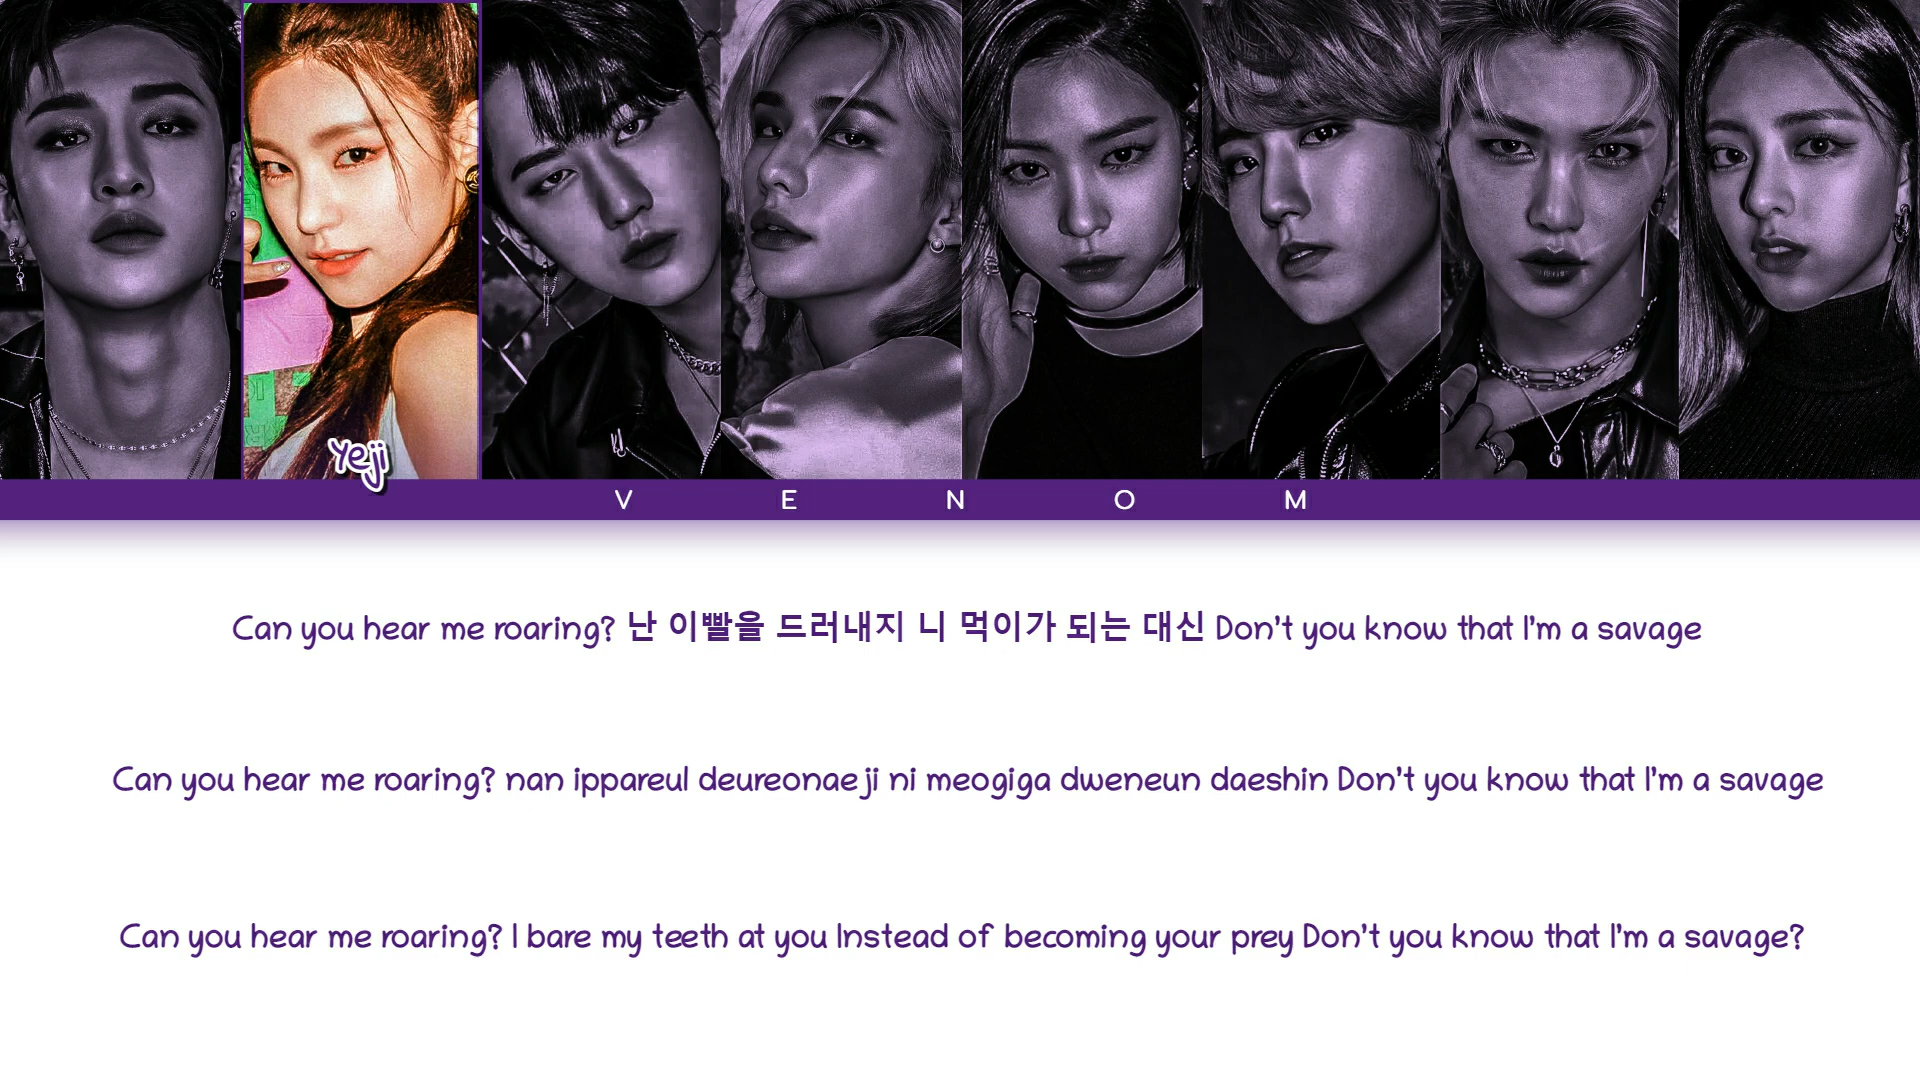 Yeji
V E N O M
Can you hear me roaring? 난 이빨을 드러내지 니 먹이가 되는 대신 Don't you know that I'm a savage
Can you hear me roaring? nan ippareul deureonaeji ni meogiga dweneun daeshin Don't you know that I'm a savage
Can you hear me roaring? I bare my teeth at you Instead of becoming your prey Don't you know that I'm a savage?